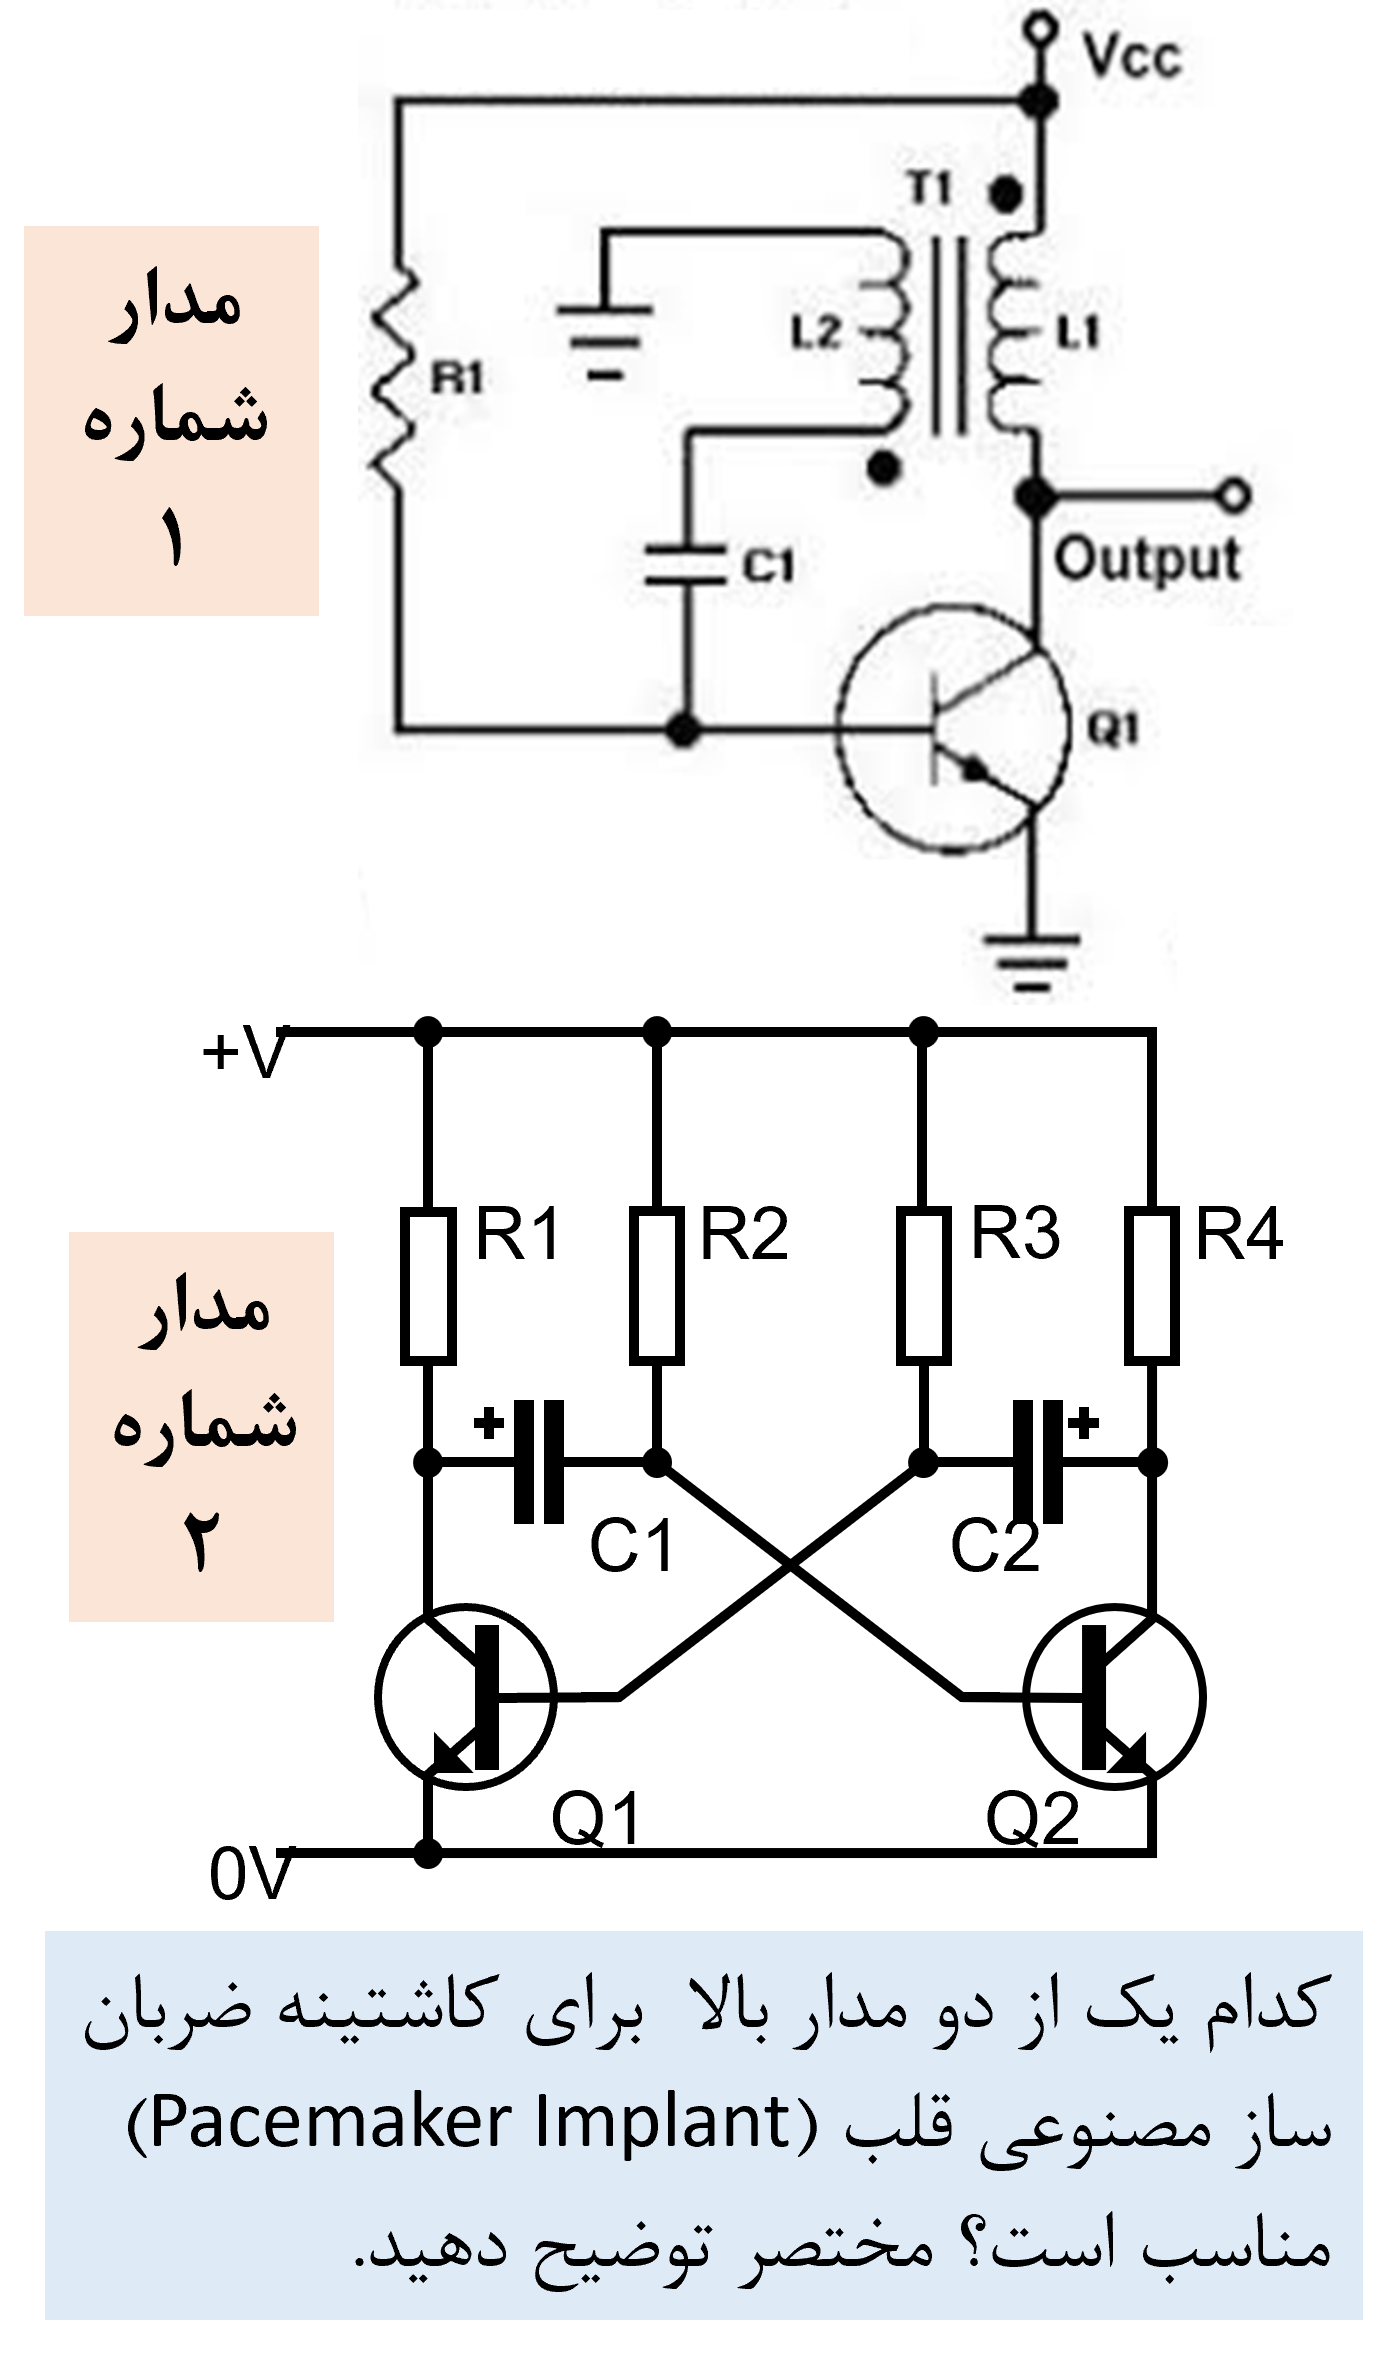 Vcc
T1
مدار
شماره
۱
L2
L1
R1
C1
Output
Q1
+V
R1
R2
R3
R4
مدار
شماره
۲
+
+
C1
C2
Q1
Q2
0V
کدام یک از دو مدار بالا برای کاشتینه ضربان
ساز مصنوعی قلب (Pacemaker Implant)
مناسب است؟ مختصر توضیح دهید.